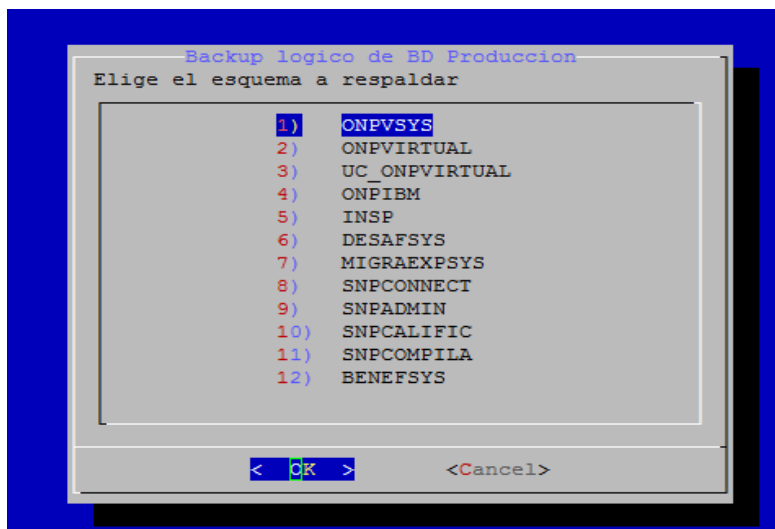 Backup logico de BD Produccion
Elige el esquema a respaldar
1) ONPVSYS
2) ONPVIRTUAL
3) UC_ONPVIRTUAL
4) ONPIBM
5) INSP
6) DESAFSYS
7) MIGRAEXPSYS
8) SNPCONNECT
9) SNPADMIN
10) SNPCALIFIC
11) SNPCOMPILA
12) BENEFSYS
< OK > <Cancel>